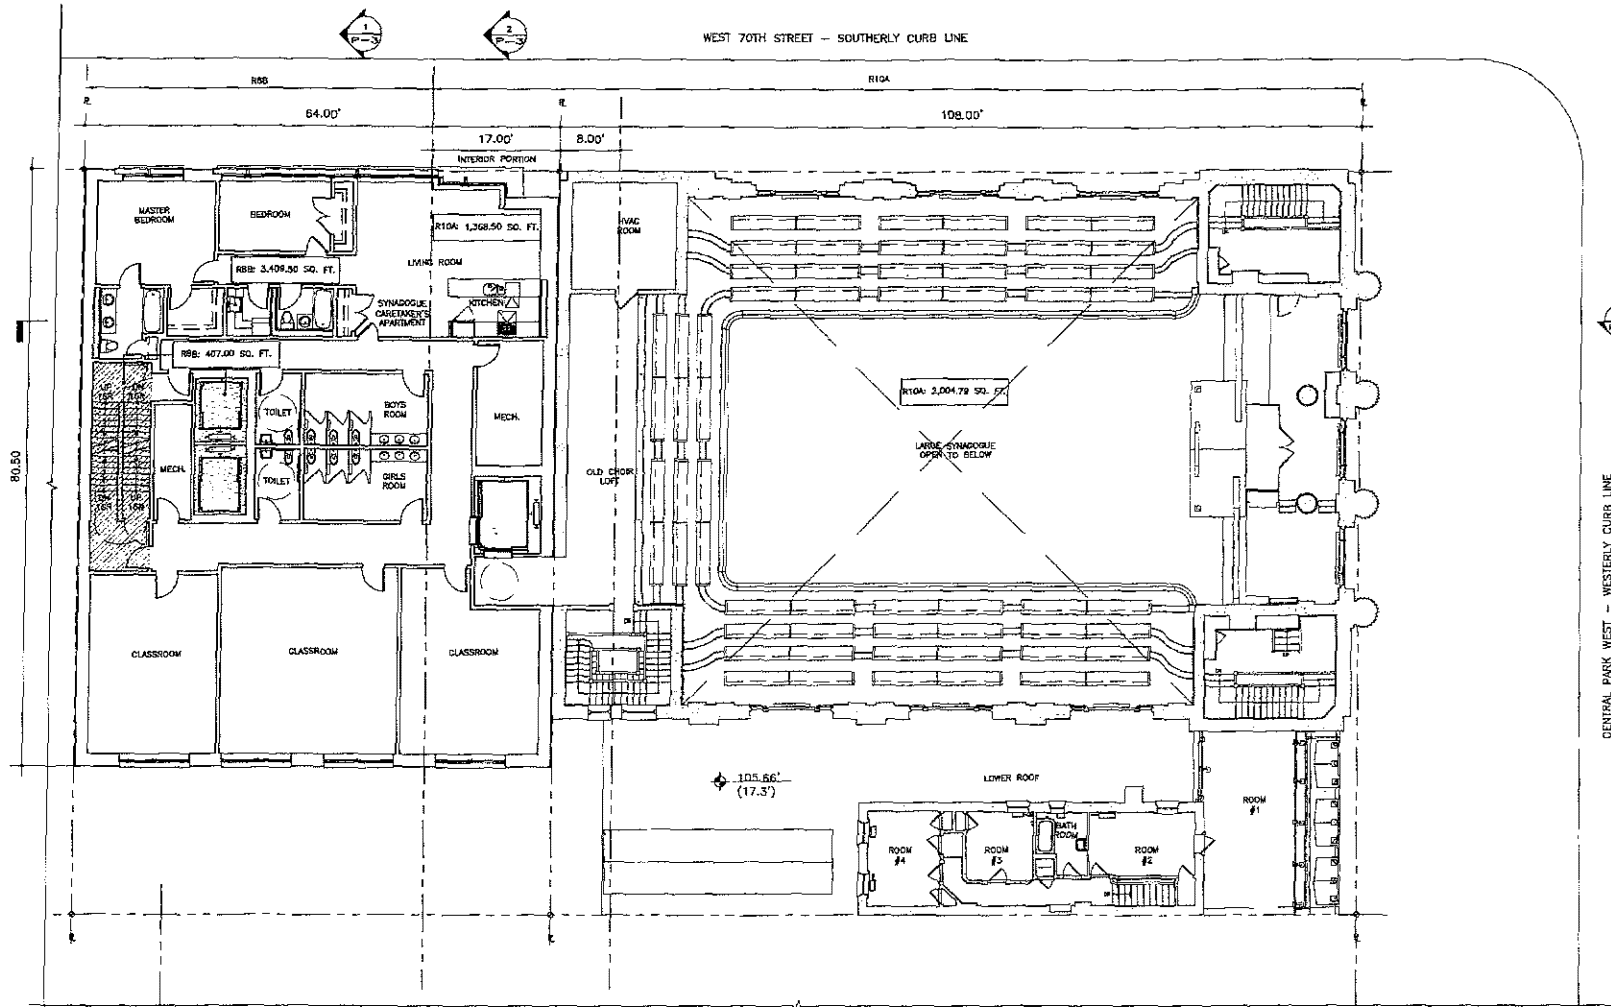 1
P-3
2
P-3
WEST 70TH STREET - SOUTHERLY CURB LINE
R8B
R10A
64.00'
108.00'
17.00'
8.00'
INTERIOR PORTION
MASTER
BEDROOM
BEDROOM
HVAC
ROOM
R10A: 1,368.50 SQ. FT.
LIVING ROOM
R8B: 3,409.50 SQ. FT.
KITCHEN
SYNAGOGUE
CARETAKER'S
APARTMENT
R8B: 407.00 SQ. FT.
R10A: 3,004.79 SQ. FT.
TOILET
BOYS
ROOM
MECH.
LARGE SYNAGOGUE
OPEN TO BELOW
MECH.
TOILET
GIRLS
ROOM
OLD CHOIR
LOFT
80.50
CLASSROOM
CLASSROOM
CLASSROOM
105.66'
(17.3')
LOWER ROOF
ROOM
#1
BATH
ROOM
ROOM
#4
ROOM
#3
ROOM
#2
CENTRAL PARK WEST - WESTERLY CURB LINE